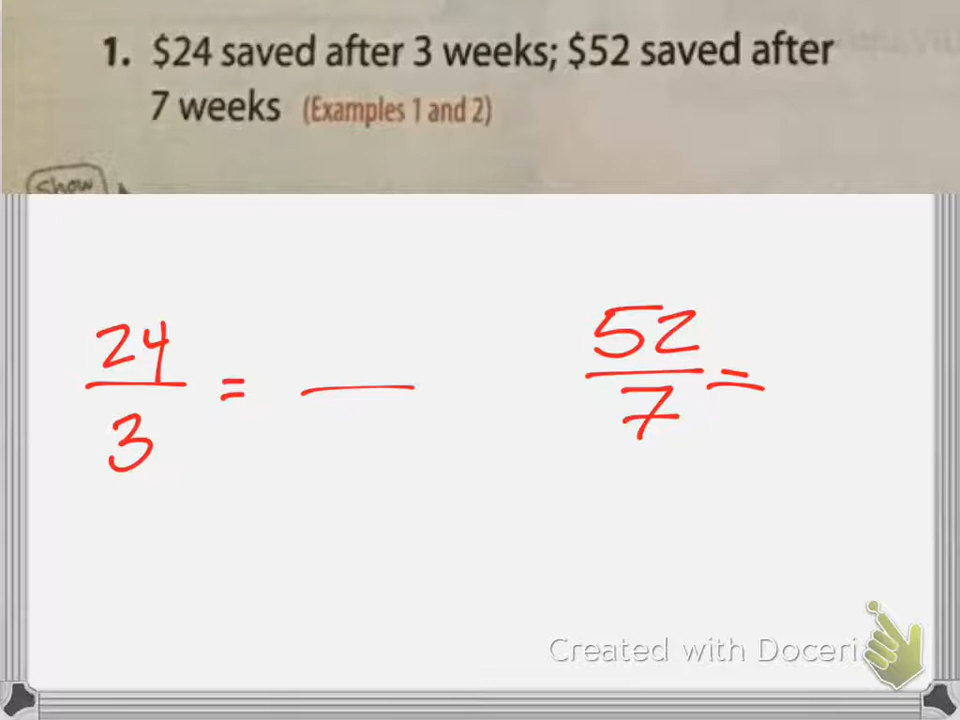 1. $24 saved after 3 weeks; $52 saved after
7 weeks (Examples 1 and 2)
Show
24/3 = 52/7 =
Created with Doceri